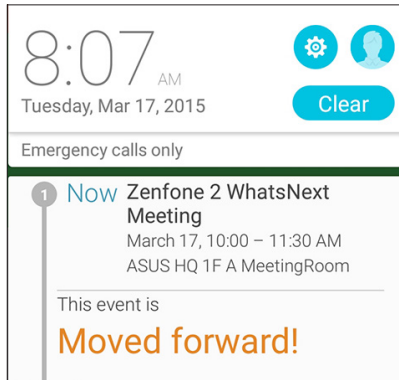 8:07 AM
Tuesday, Mar 17, 2015
Clear
Emergency calls only
1 Now Zenfone 2 WhatsNext
Meeting
March 17, 10:00 – 11:30 AM
ASUS HQ 1F A MeetingRoom
This event is
Moved forward!